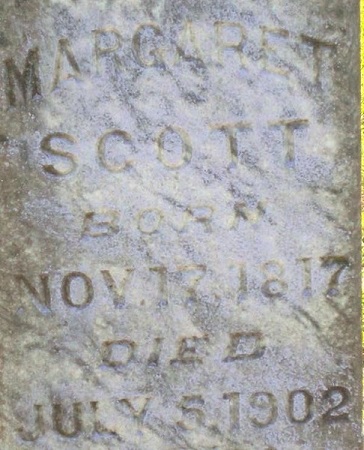 MARGARET
SCOTT
BORN
NOV. 17. 1817
DIED
JULY 5, 1902